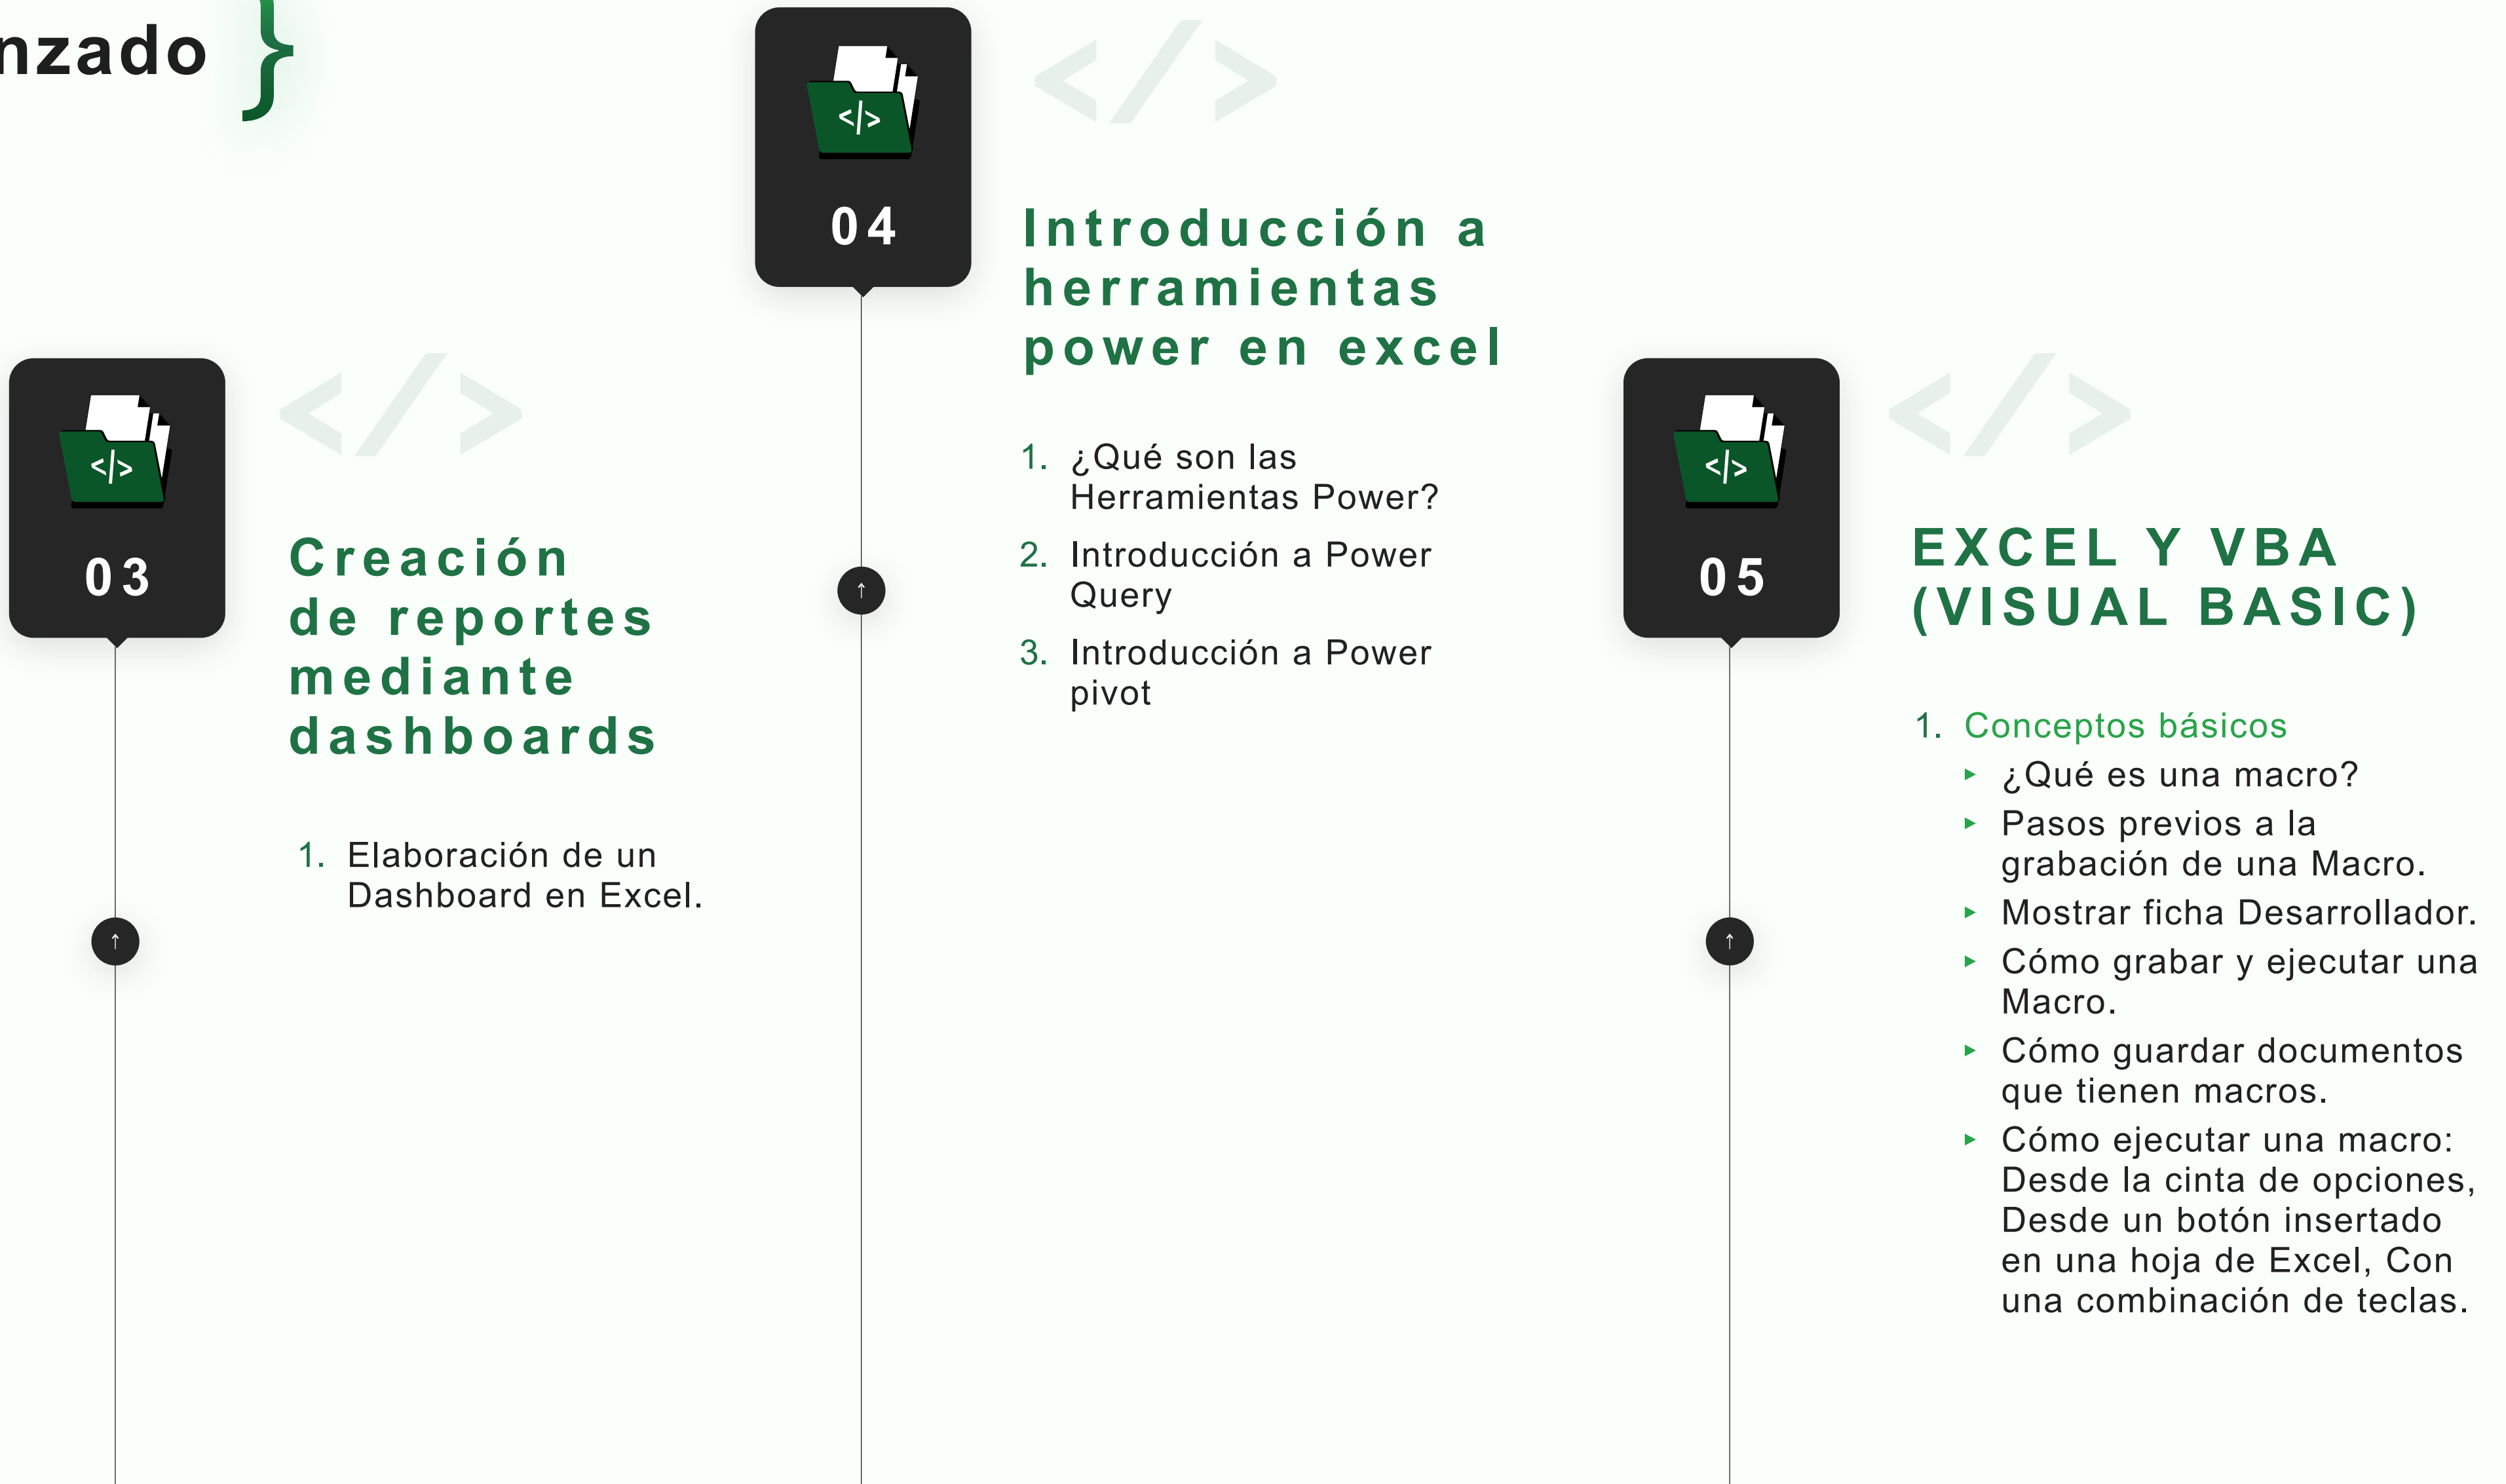 nzado }
</>
03
</>
Creación
de reportes
mediante
dashboards
1. Elaboración de un
Dashboard en Excel.
↑
</>
04
</>
Introducción a
herramientas
power en excel
1. ¿Qué son las
Herramientas Power?
2. Introducción a Power
Query
3. Introducción a Power
pivot
↑
</>
05
</>
EXCEL Y VBA
(VISUAL BASIC)
1. Conceptos básicos
▸ ¿Qué es una macro?
▸ Pasos previos a la
grabación de una Macro.
▸ Mostrar ficha Desarrollador.
▸ Cómo grabar y ejecutar una
Macro.
▸ Cómo guardar documentos
que tienen macros.
▸ Cómo ejecutar una macro:
Desde la cinta de opciones,
Desde un botón insertado
en una hoja de Excel, Con
una combinación de teclas.
↑